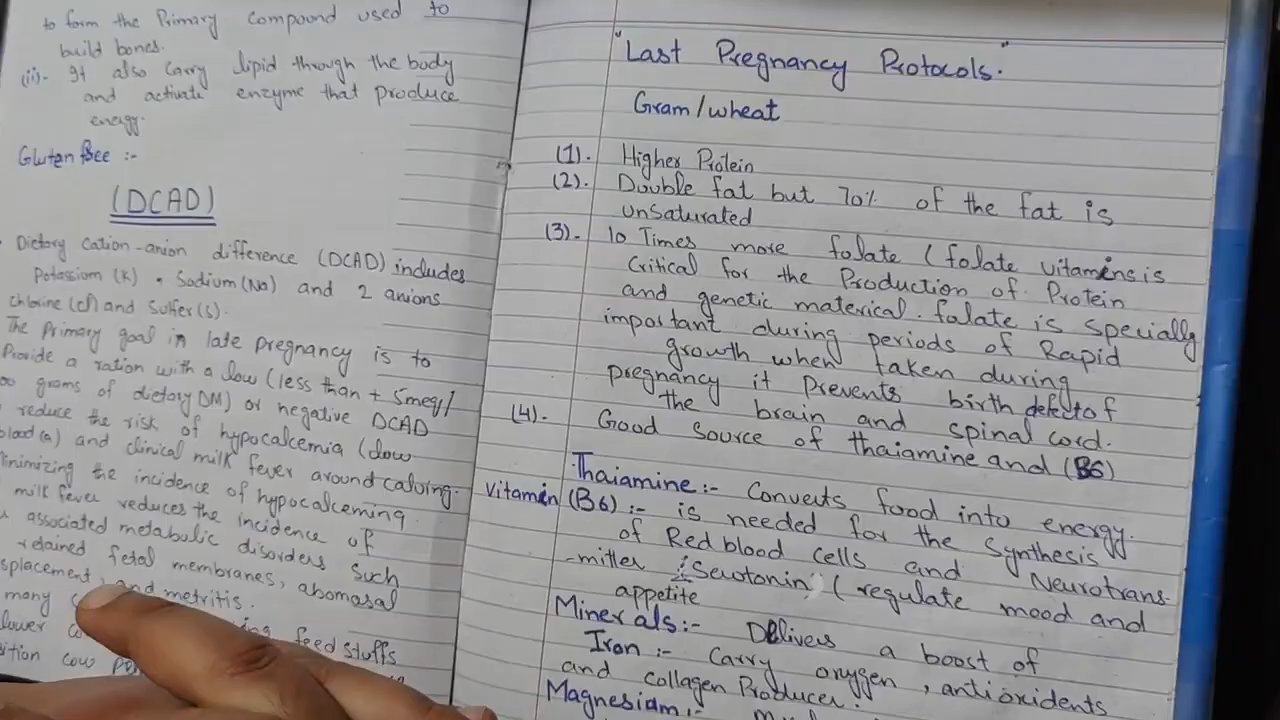 to form the Primary compound used to
build bones.
(ii)- It also carry lipid through the body
and activate enzyme that produce
energy.
Gluten free :-
(DCAD)
Dietary cation-anion difference (DCAD) includes
Potassium (K) • Sodium (Na) and 2 anions
chlorine (cl) and Sulfer (S).
The Primary goal in late pregnancy is to
Provide a ration with a low (less than + 5meq/
grams of dietary DM) or negative DCAD
reduce the risk of hypocalcemia (low
blood ca) and clinical milk fever around calving.
Minimizing the incidence of hypocalceming
milk fever reduces the incidence of
associated metabolic disorders such
retained fetal membranes, abomasal
splacement, and metritis.
many
lower feed stuffs
ition cow
"Last Pregnancy Protocols."
Gram/wheat
(1). Higher Protein
(2). Double fat but 70% of the fat is
unsaturated
(3). 10 Times more folate (folate vitamins is
Critical for the Production of Protein
and genetic materical. folate is specially
important during periods of Rapid
growth when taken during
pregnancy it prevents birth defect of
the brain and spinal cord.
(4). Good Source of thaiamine and (B6)
Thaiamine:- Converts food into energy.
Vitamin (B6) :- is needed for the Synthesis
of Red blood cells and Neurotrans-
-mitter (Serotonin) (regulate mood and
appetite
Minerals:- Delivers a boost of
Iron :- Carry oxygen, antioxidents
and collagen Producer.
Magnesiam:-